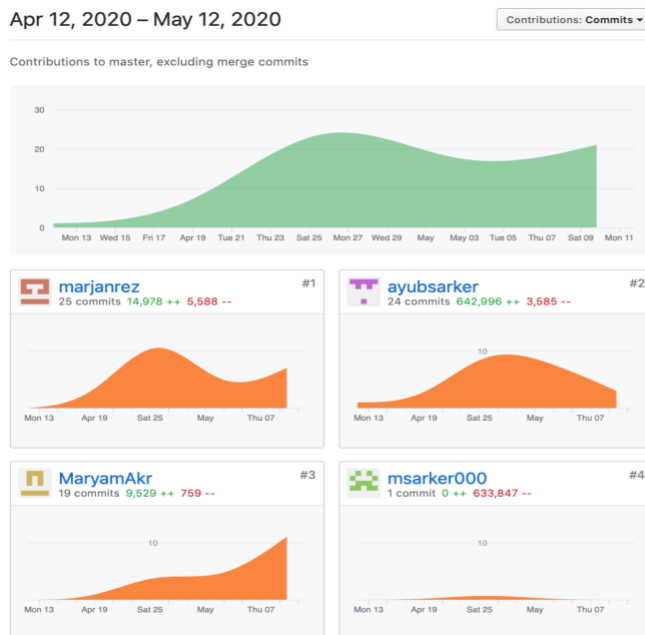 Apr 12, 2020 – May 12, 2020
Contributions: Commits
Contributions to master, excluding merge commits
30
20
10
0
Mon 13 Wed 15 Fri 17 Apr 19 Tue 21 Thu 23 Sat 25 Mon 27 Wed 29 May May 03 Tue 05 Thu 07 Sat 09 Mon 11
marjanrez #1
25 commits 14,978 ++ 5,588 --
Mon 13 Apr 19 Sat 25 May Thu 07
ayubsarker #2
24 commits 642,996 ++ 3,585 --
10
Mon 13 Apr 19 Sat 25 May Thu 07
MaryamAkr #3
19 commits 9,529 ++ 759 --
10
Mon 13 Apr 19 Sat 25 May Thu 07
msarker000 #4
1 commit 0 ++ 633,847 --
10
Mon 13 Apr 19 Sat 25 May Thu 07